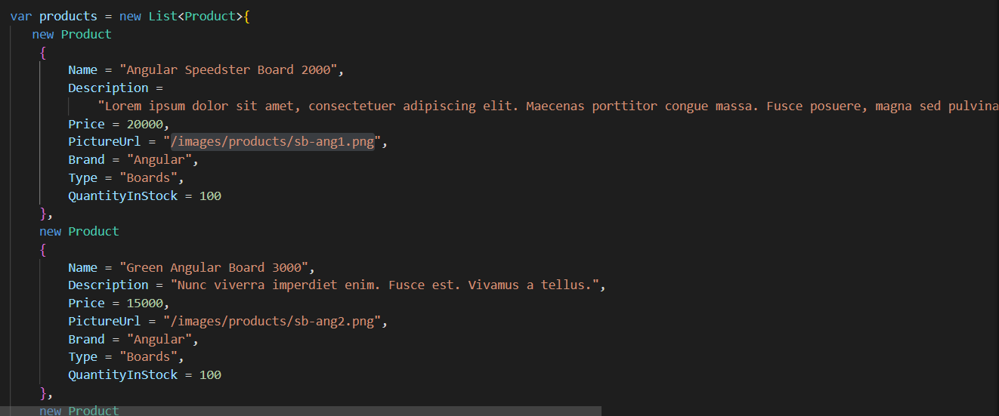 var products = new List<Product>{
new Product
{
Name = "Angular Speedster Board 2000",
Description =
"Lorem ipsum dolor sit amet, consectetuer adipiscing elit. Maecenas porttitor congue massa. Fusce posuere, magna sed pulvina
Price = 20000,
PictureUrl = "/images/products/sb-ang1.png",
Brand = "Angular",
Type = "Boards",
QuantityInStock = 100
},
new Product
{
Name = "Green Angular Board 3000",
Description = "Nunc viverra imperdiet enim. Fusce est. Vivamus a tellus.",
Price = 15000,
PictureUrl = "/images/products/sb-ang2.png",
Brand = "Angular",
Type = "Boards",
QuantityInStock = 100
},
new Product